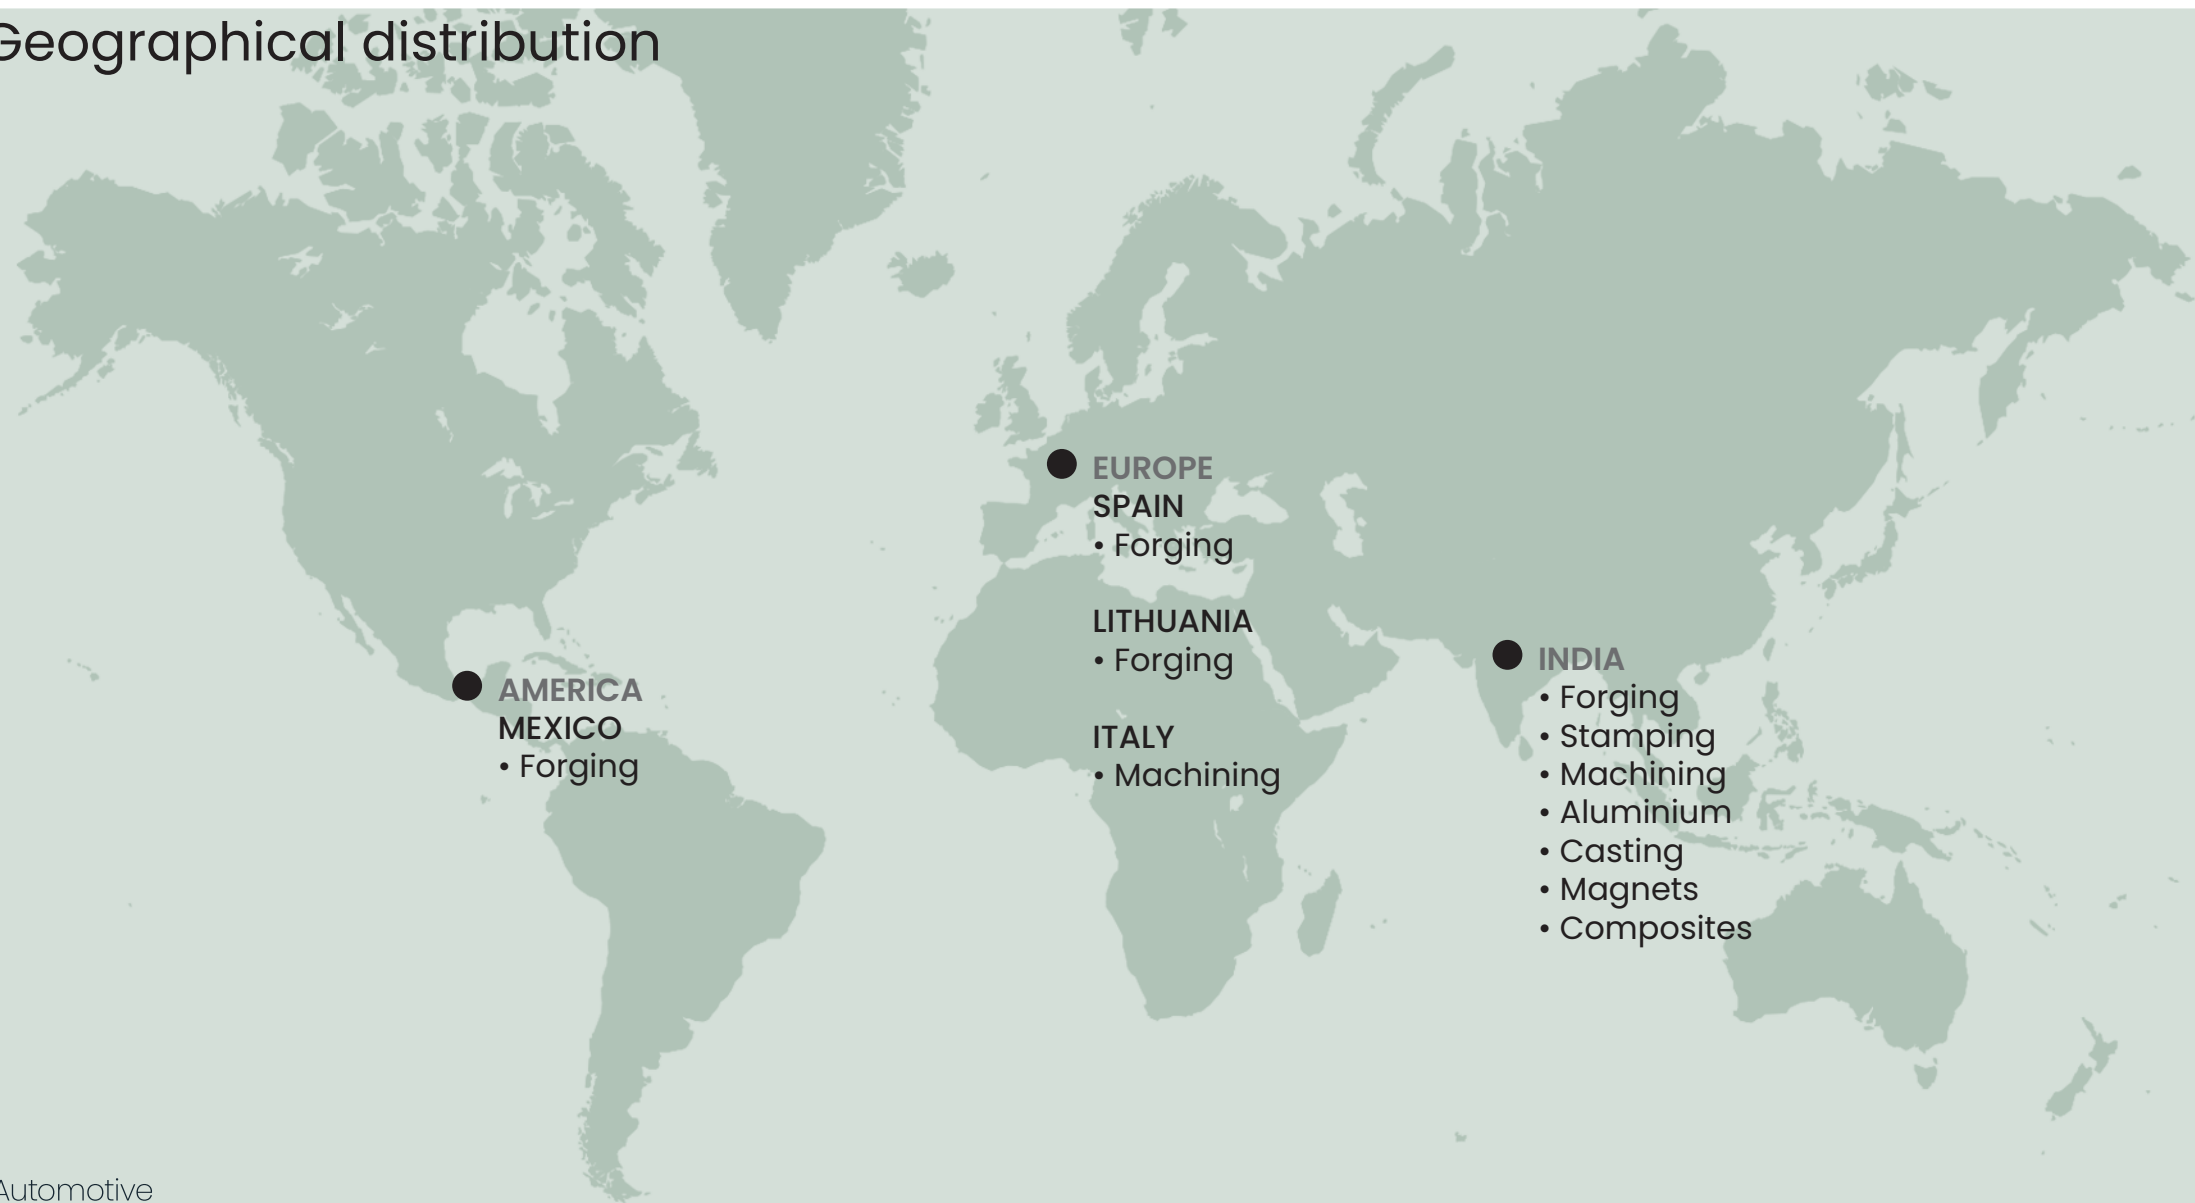 Geographical distribution
EUROPE
SPAIN
• Forging
LITHUANIA
• Forging
ITALY
• Machining
AMERICA
MEXICO
• Forging
INDIA
• Forging
• Stamping
• Machining
• Aluminium
• Casting
• Magnets
• Composites
Automotive